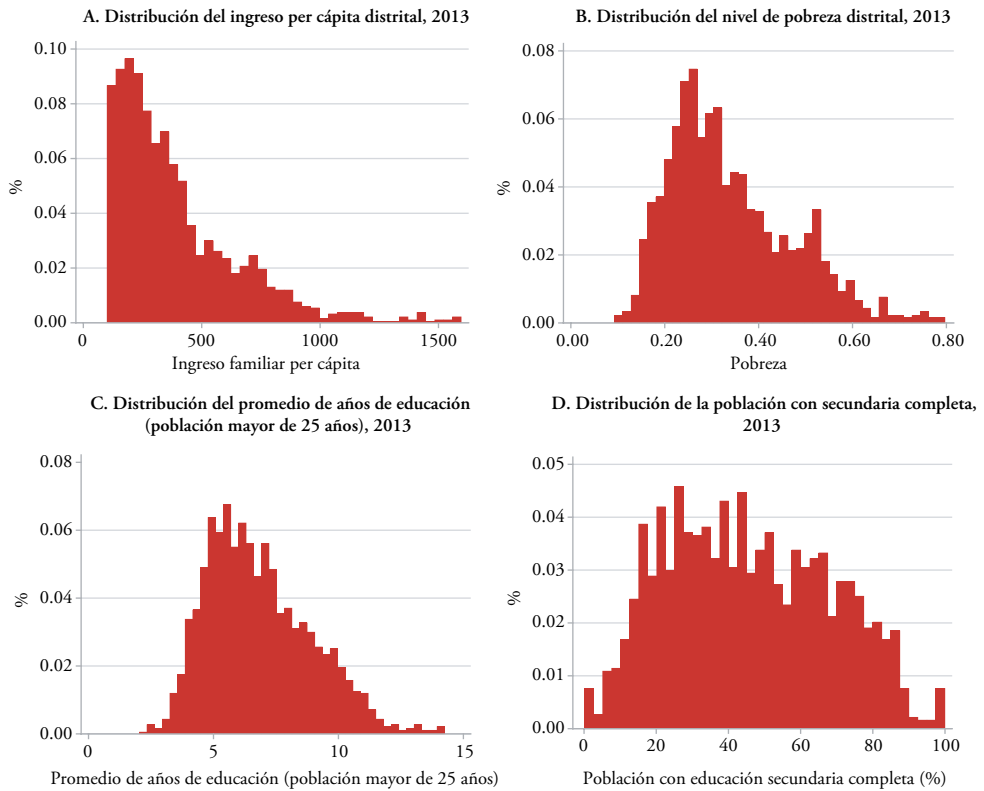 A. Distribución del ingreso per cápita distrital, 2013
0.10
0.08
0.06
0.04
0.02
0.00
%
0 500 1000 1500
Ingreso familiar per cápita
B. Distribución del nivel de pobreza distrital, 2013
0.08
0.06
0.04
0.02
0.00
%
0.00 0.20 0.40 0.60 0.80
Pobreza
C. Distribución del promedio de años de educación
(población mayor de 25 años), 2013
0.08
0.06
0.04
0.02
0.00
%
0 5 10 15
Promedio de años de educación (población mayor de 25 años)
D. Distribución de la población con secundaria completa,
2013
0.05
0.04
0.03
0.02
0.01
0.00
%
0 20 40 60 80 100
Población con educación secundaria completa (%)